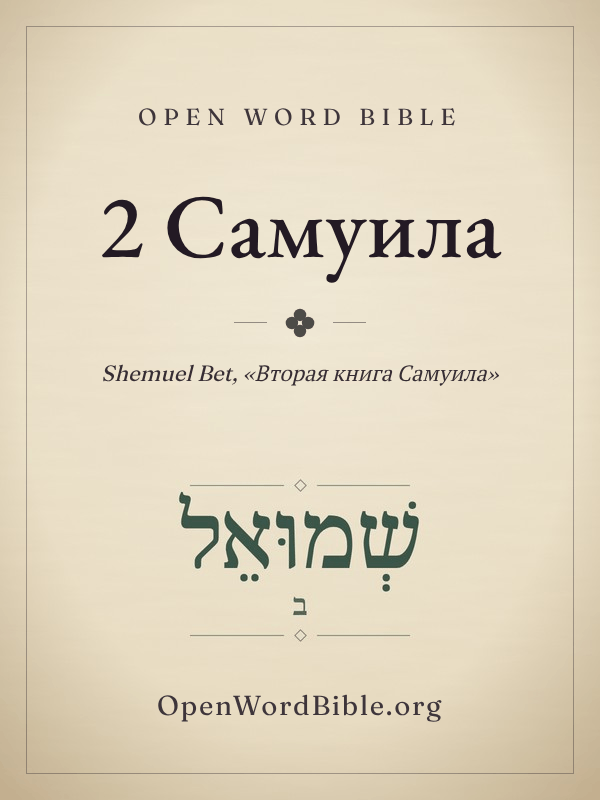 OPEN WORD BIBLE
2 Самуила
Shemuel Bet, «Вторая книга Самуила»
שְׁמוּאֵל
ב
OpenWordBible.org